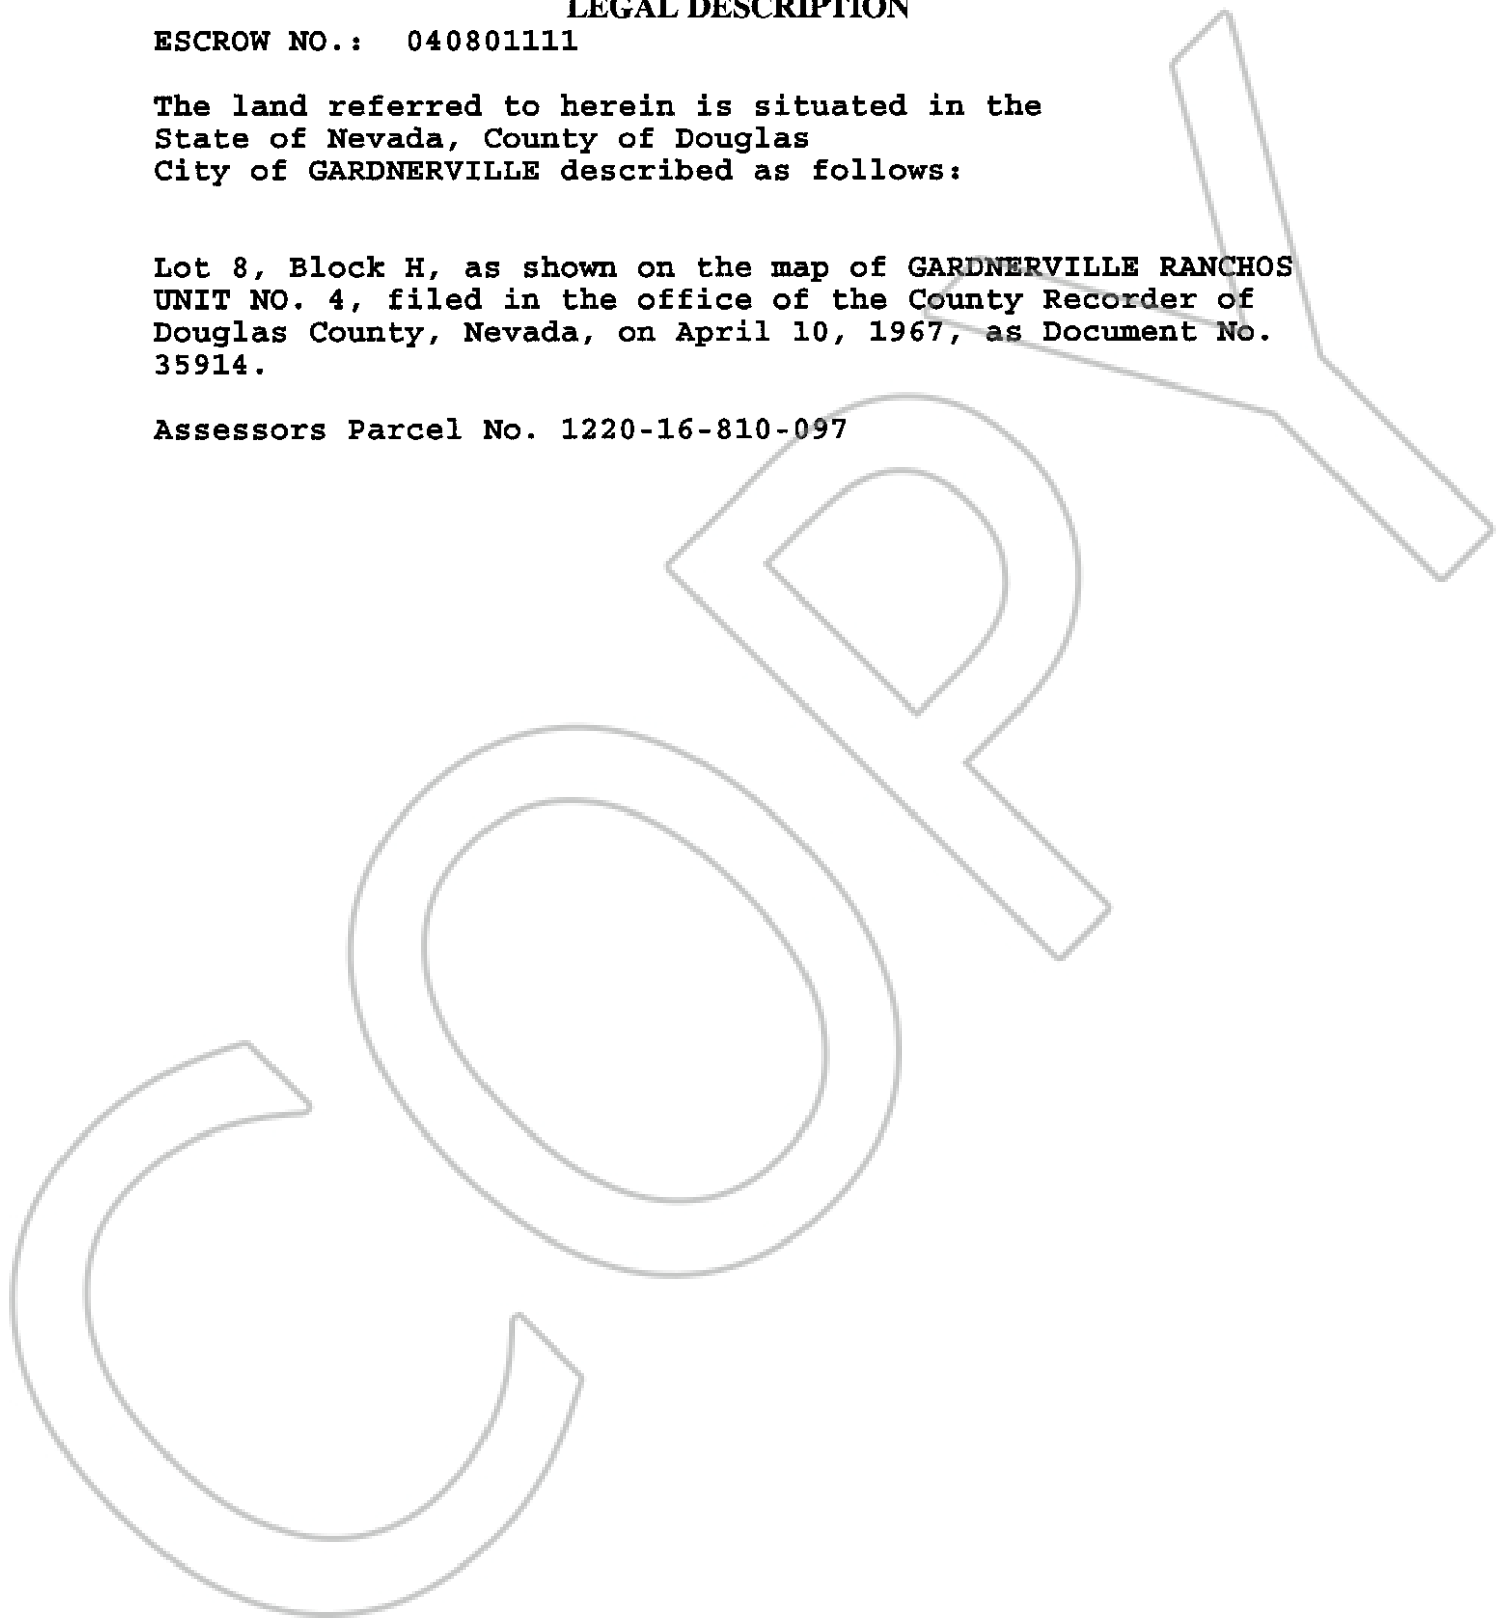 LEGAL DESCRIPTION
ESCROW NO.: 040801111
The land referred to herein is situated in the
State of Nevada, County of Douglas
City of GARDNERVILLE described as follows:
Lot 8, Block H, as shown on the map of GARDNERVILLE RANCHOS
UNIT NO. 4, filed in the office of the County Recorder of
Douglas County, Nevada, on April 10, 1967, as Document No.
35914.
Assessors Parcel No. 1220-16-810-097
COPY